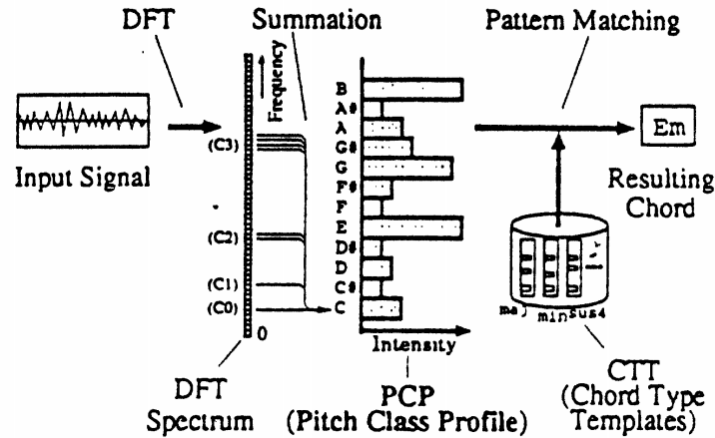 DFT
Summation
Pattern Matching
Frequency
Input Signal
(C3)
(C2)
(C1)
(C0)
0
B
A#
A
G#
G
F#
F
E
D#
D
C#
C
Intensity
Em
Resulting
Chord
maj
min
sus4
DFT
Spectrum
PCP
(Pitch Class Profile)
CTT
(Chord Type
Templates)